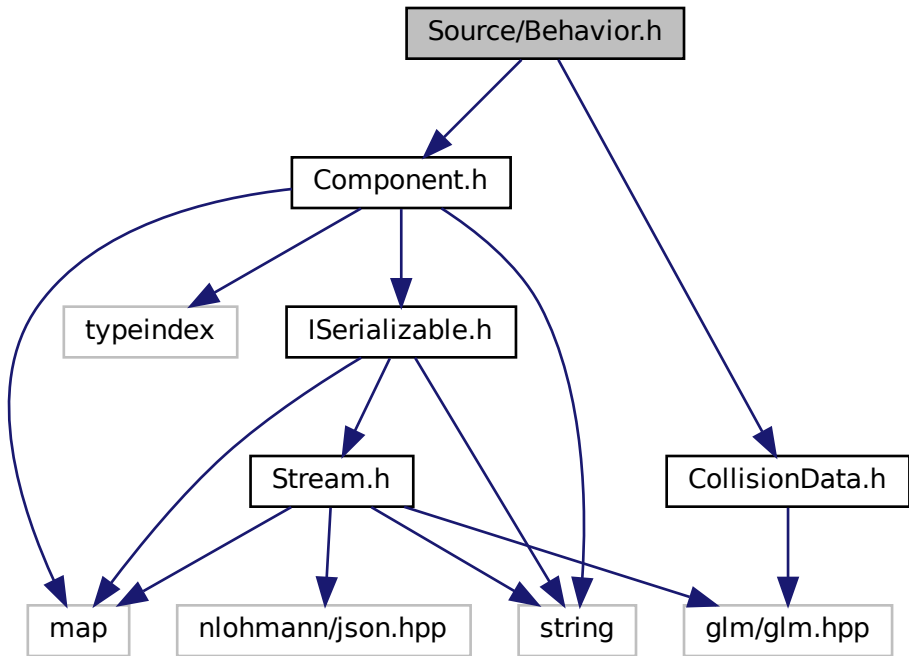 Source/Behavior.h
Component.h
typeindex
ISerializable.h
Stream.h
CollisionData.h
map
nlohmann/json.hpp
string
glm/glm.hpp